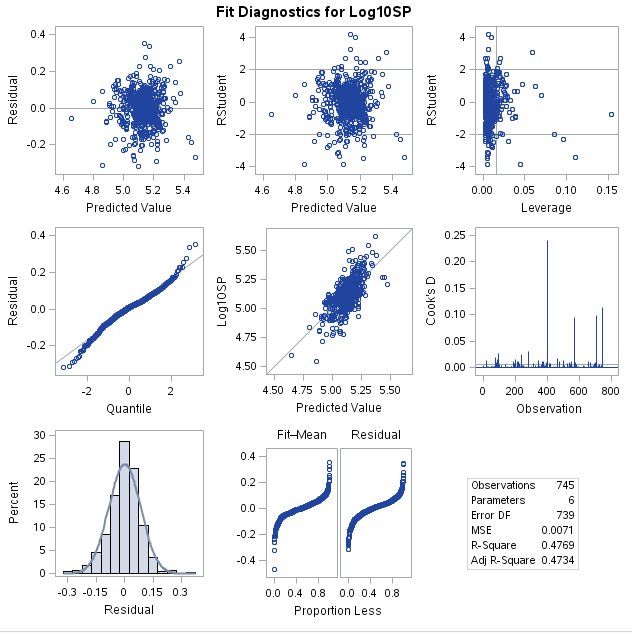 Fit Diagnostics for Log10SP
0.4
0.2
0.0
-0.2
Residual
4.6 4.8 5.0 5.2 5.4
Predicted Value
4
2
0
-2
-4
RStudent
4.6 4.8 5.0 5.2 5.4
Predicted Value
4
2
0
-2
-4
RStudent
0.00 0.05 0.10 0.15
Leverage
0.4
0.2
0.0
-0.2
Residual
-2 0 2
Quantile
5.50
5.25
5.00
4.75
4.50
Log10SP
4.50 4.75 5.00 5.25 5.50
Predicted Value
0.25
0.20
0.15
0.10
0.05
0.00
Cook's D
0 200 400 600 800
Observation
30
25
20
15
10
5
0
Percent
-0.3 -0.15 0 0.15 0.3
Residual
Fit–Mean Residual
0.4
0.2
0.0
-0.2
-0.4
0.0 0.4 0.8 0.0 0.4 0.8
Proportion Less
Observations 745
Parameters 6
Error DF 739
MSE 0.0071
R-Square 0.4769
Adj R-Square 0.4734